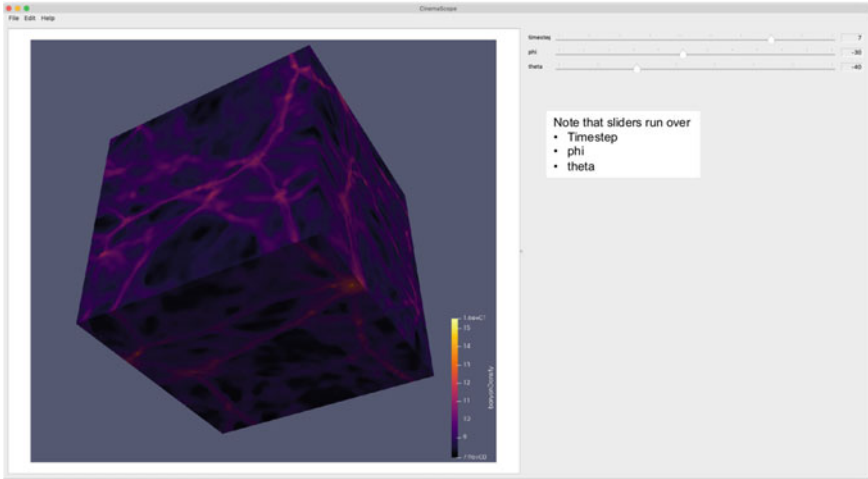 CinemaScope
File Edit Help
timestep 7
phi -30
theta -40
Note that sliders run over
• Timestep
• phi
• theta
15
14
13
12
11
10
9
baryonDensity